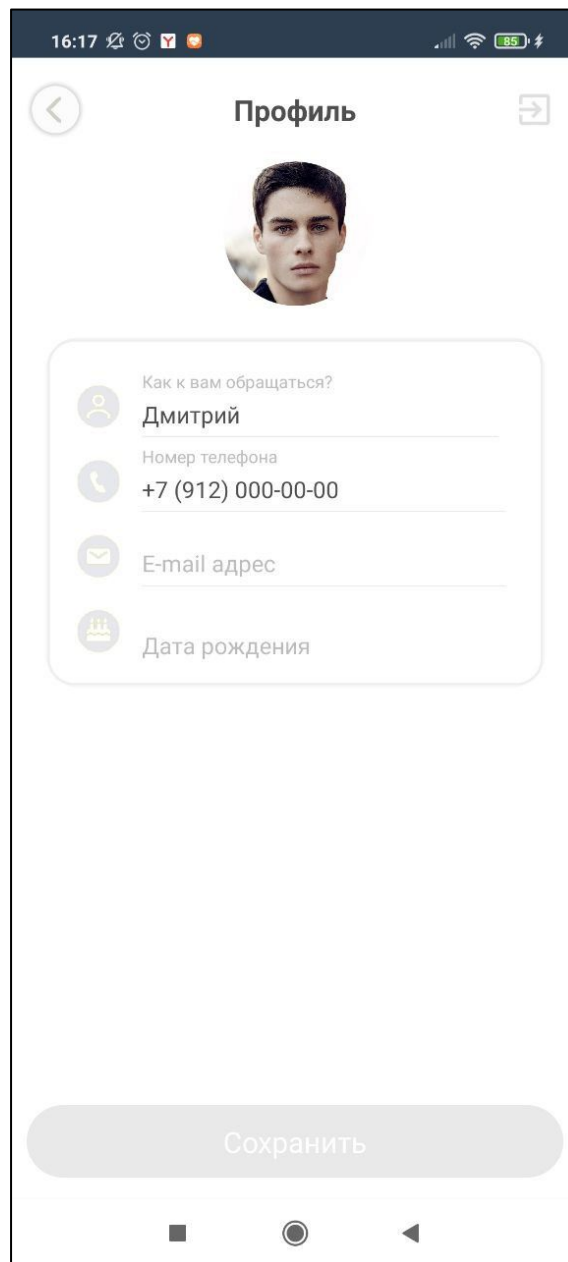 16:17
85
Профиль
Как к вам обращаться?
Дмитрий
Номер телефона
+7 (912) 000-00-00
E-mail адрес
Дата рождения
Сохранить